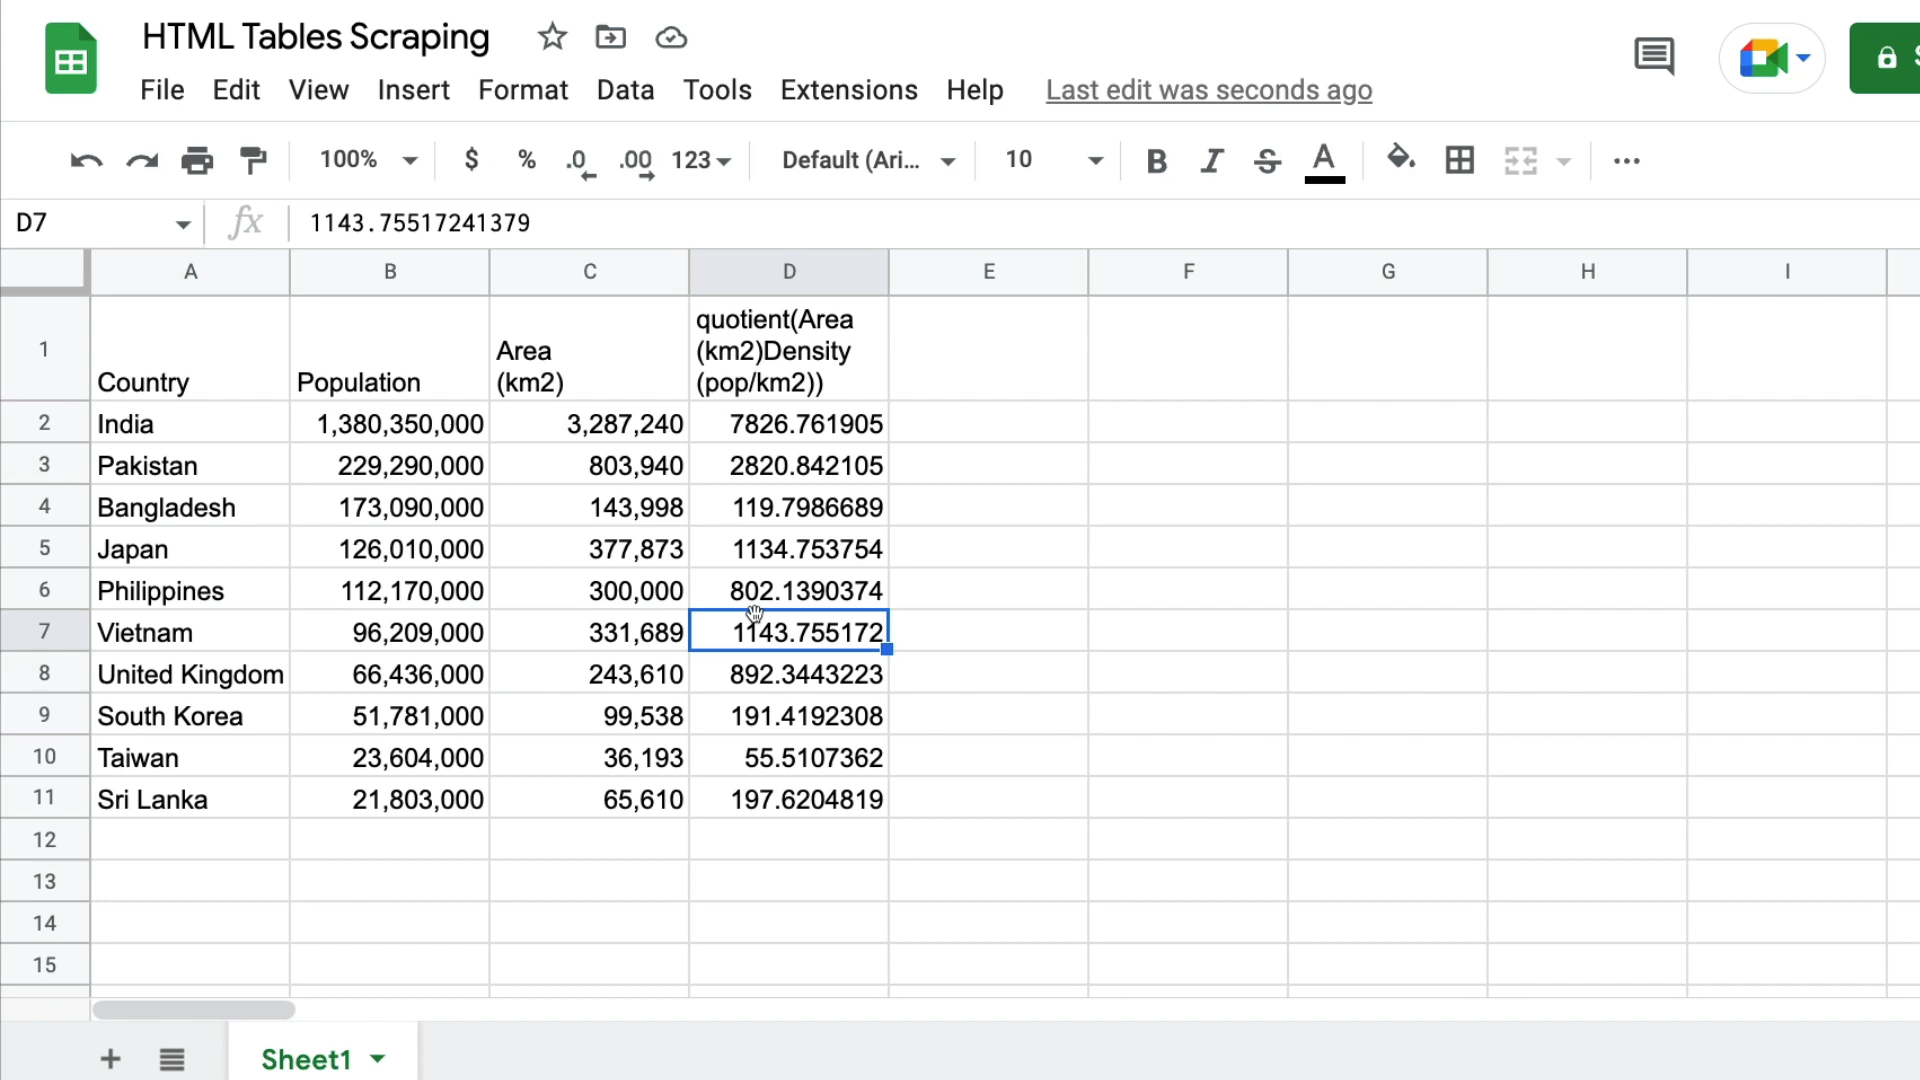 HTML Tables Scraping
File Edit View Insert Format Data Tools Extensions Help Last edit was seconds ago
100% $ % .0 .00 123 Default (Ari... 10 B I S A
D7 fx 1143.75517241379
A B C D E F G H I
1 Country Population Area (km2) quotient(Area (km2)Density (pop/km2))
2 India 1,380,350,000 3,287,240 7826.761905
3 Pakistan 229,290,000 803,940 2820.842105
4 Bangladesh 173,090,000 143,998 119.7986689
5 Japan 126,010,000 377,873 1134.753754
6 Philippines 112,170,000 300,000 802.1390374
7 Vietnam 96,209,000 331,689 1143.755172
8 United Kingdom 66,436,000 243,610 892.3443223
9 South Korea 51,781,000 99,538 191.4192308
10 Taiwan 23,604,000 36,193 55.5107362
11 Sri Lanka 21,803,000 65,610 197.6204819
12
13
14
15
Sheet1